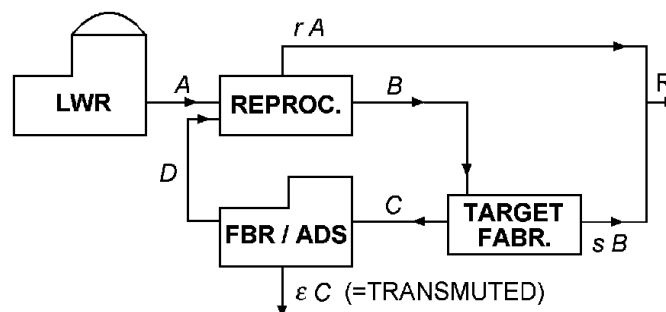 r A
LWR
A
REPROC.
B
R
D
FBR / ADS
C
TARGET
FABR.
s B
ε C (=TRANSMUTED)